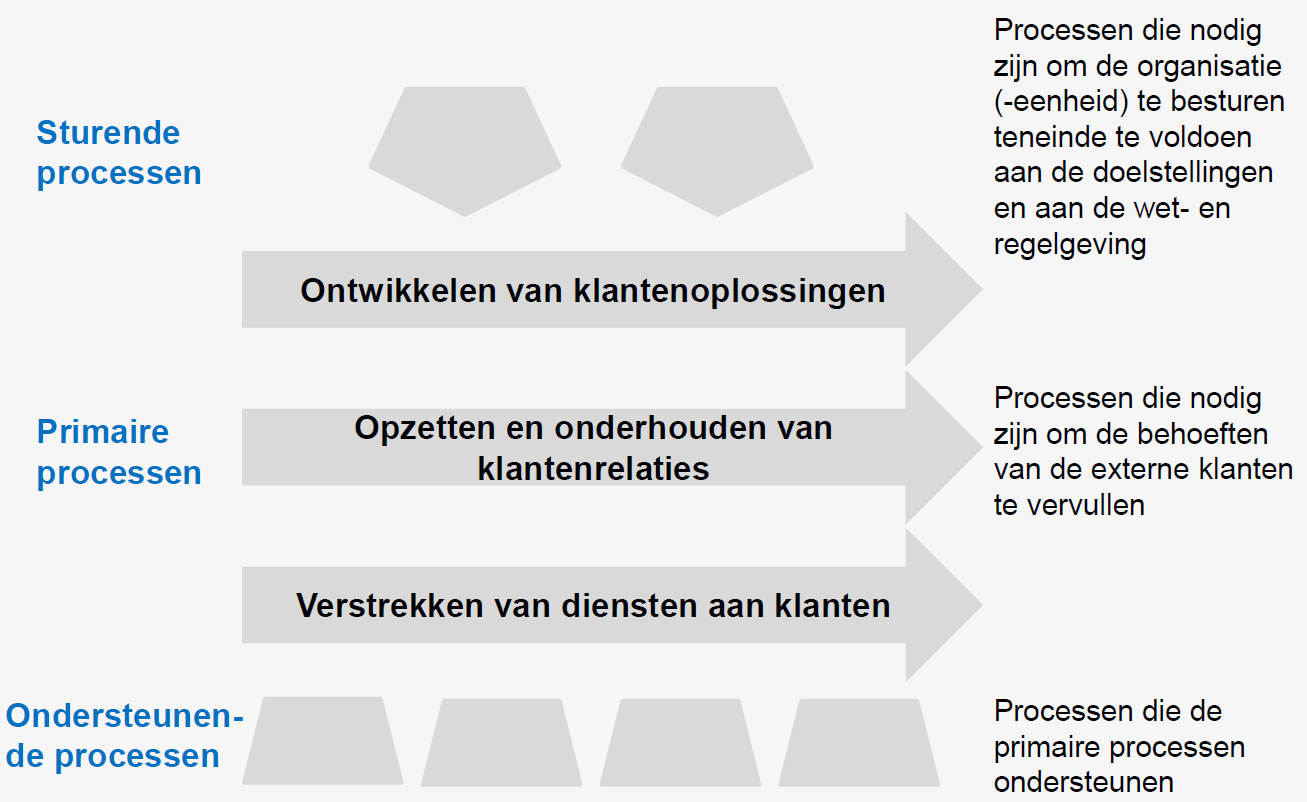 Sturende
processen
Processen die nodig
zijn om de organisatie
(-eenheid) te besturen
teneinde te voldoen
aan de doelstellingen
en aan de wet- en
regelgeving
Ontwikkelen van klantenoplossingen
Primaire
processen
Opzetten en onderhouden van
klantenrelaties
Processen die nodig
zijn om de behoeften
van de externe klanten
te vervullen
Verstrekken van diensten aan klanten
Ondersteunen-
de processen
Processen die de
primaire processen
ondersteunen